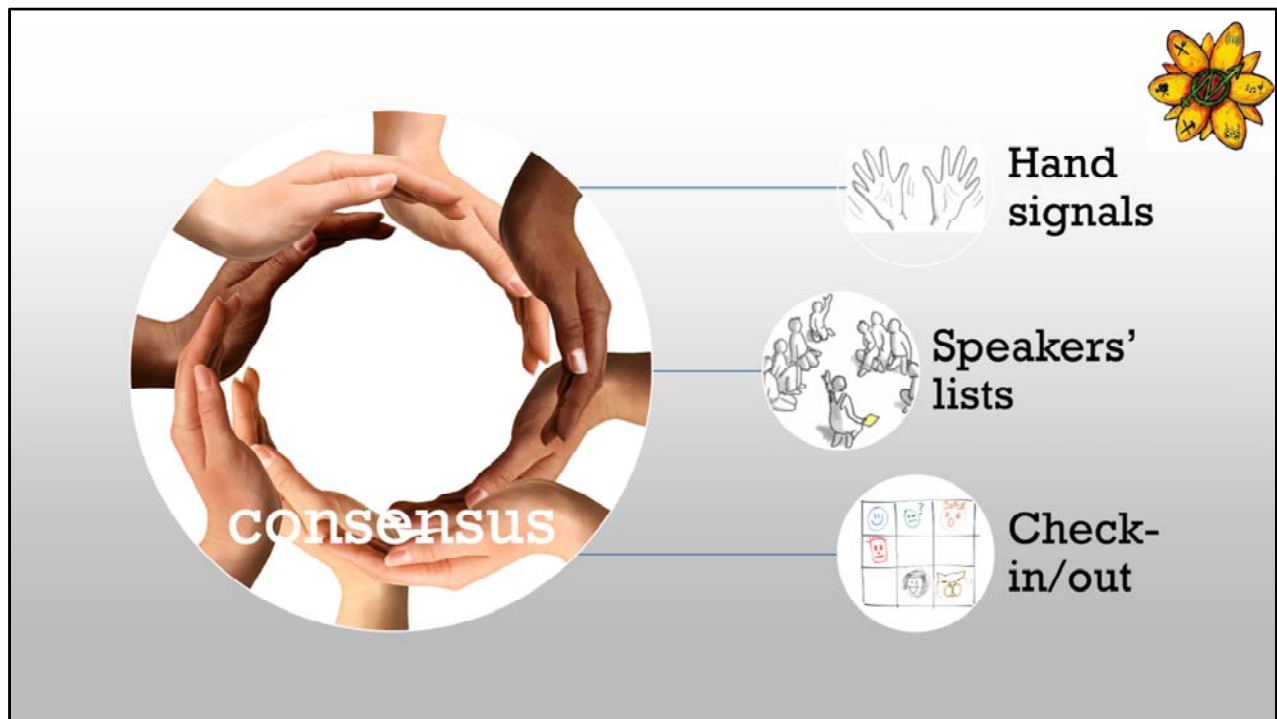 consensus
Hand
signals
Speakers’
lists
Check-
in/out